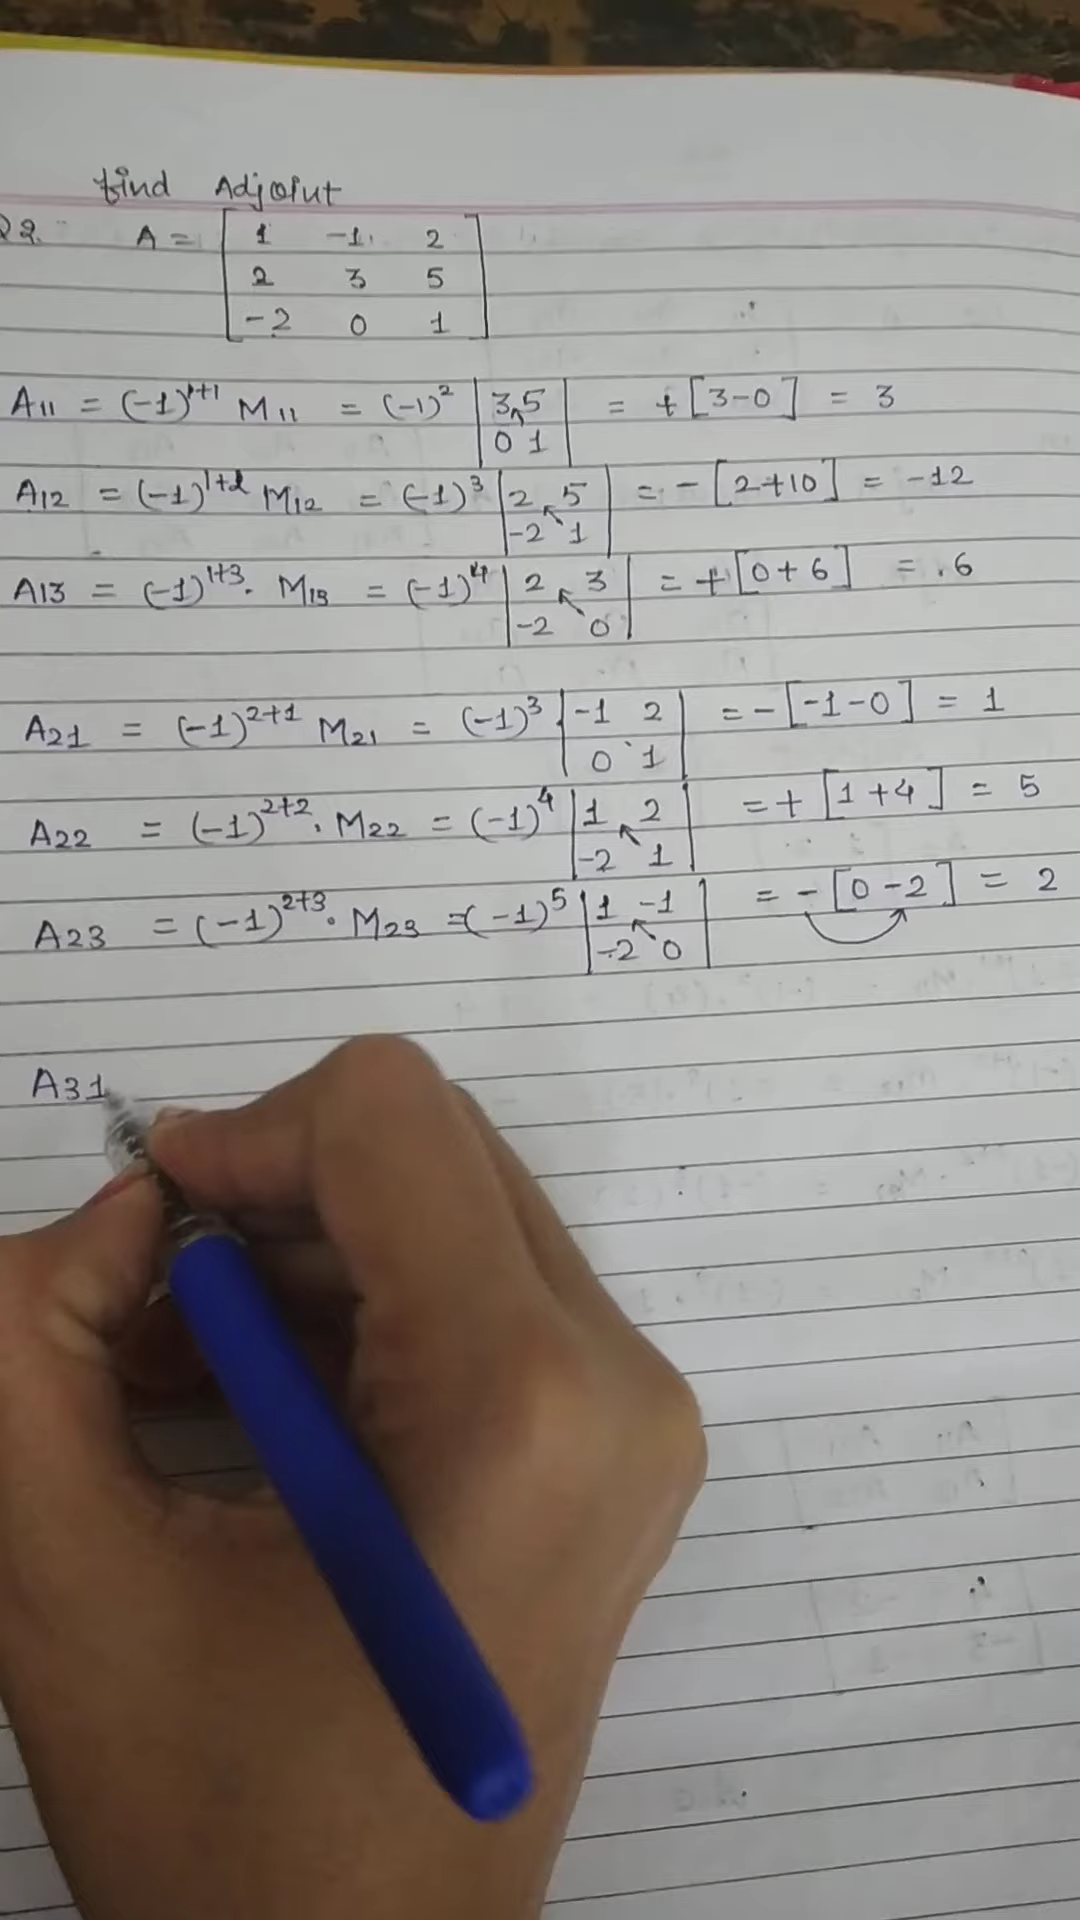 find Adjoint
Q2. A = [ 1 -1 2
2 3 5
-2 0 1 ]
A11 = (-1)^1+1 M11 = (-1)^2 | 3 5 | = +[3-0] = 3
0 1
A12 = (-1)^1+2 M12 = (-1)^3 | 2 5 | = -[2+10] = -12
-2 1
A13 = (-1)^1+3 . M13 = (-1)^4 | 2 3 | = +[0+6] = .6
-2 0
A21 = (-1)^2+1 M21 = (-1)^3 . | -1 2 | = -[-1-0] = 1
0 1
A22 = (-1)^2+2 . M22 = (-1)^4 | 1 2 | = +[1+4] = 5
-2 1
A23 = (-1)^2+3 . M23 = (-1)^5 | 1 -1 | = -[0-2] = 2
-2 0
A31